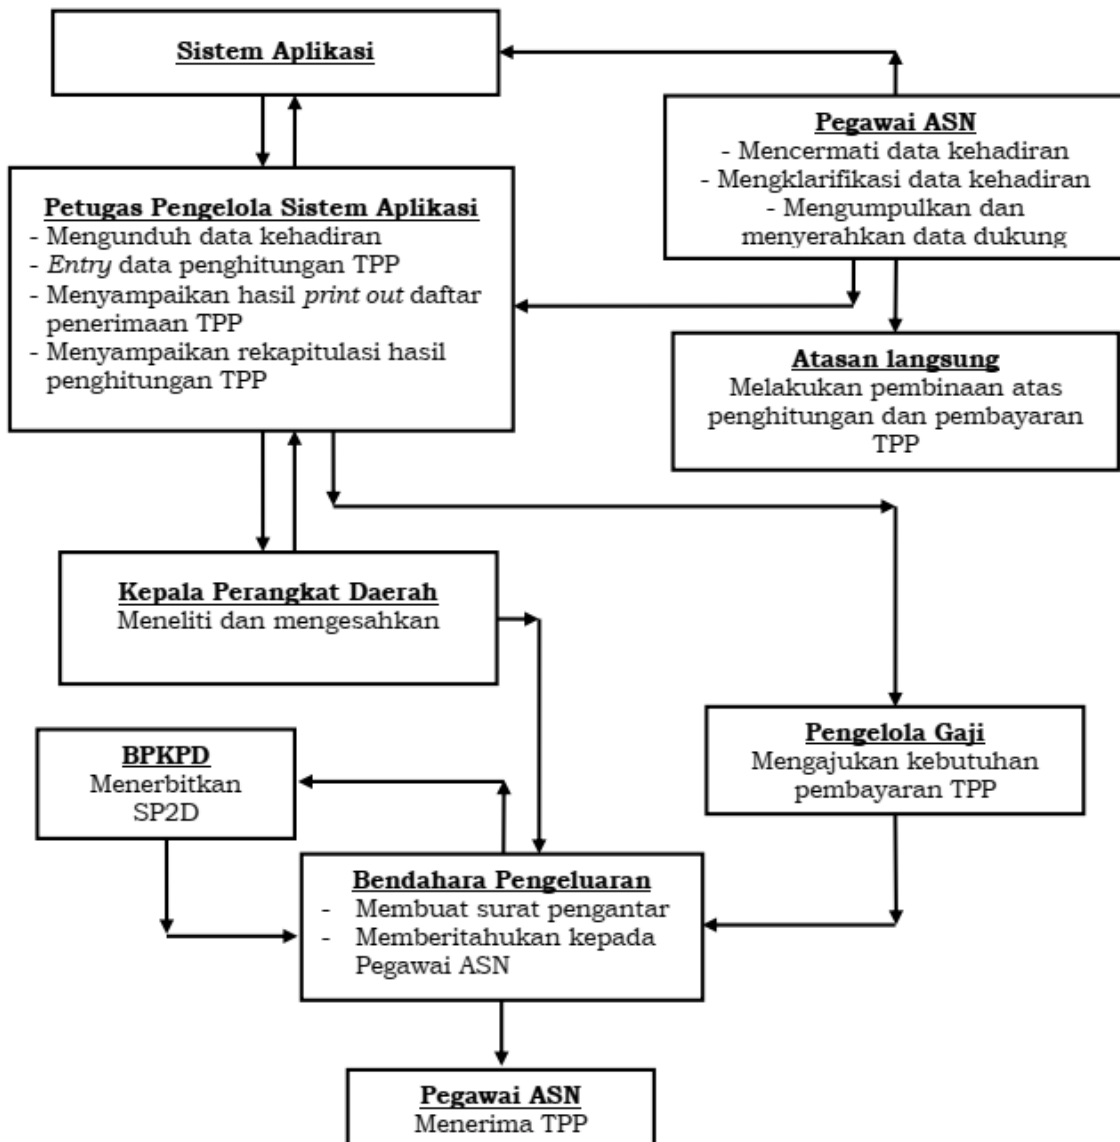 Sistem Aplikasi
Pegawai ASN
- Mencermati data kehadiran
- Mengklarifikasi data kehadiran
- Mengumpulkan dan
menyerahkan data dukung
Petugas Pengelola Sistem Aplikasi
- Mengunduh data kehadiran
- Entry data penghitungan TPP
- Menyampaikan hasil print out daftar
penerimaan TPP
- Menyampaikan rekapitulasi hasil
penghitungan TPP
Atasan langsung
Melakukan pembinaan atas
penghitungan dan pembayaran
TPP
Kepala Perangkat Daerah
Meneliti dan mengesahkan
BPKPD
Menerbitkan
SP2D
Pengelola Gaji
Mengajukan kebutuhan
pembayaran TPP
Bendahara Pengeluaran
- Membuat surat pengantar
- Memberitahukan kepada
Pegawai ASN
Pegawai ASN
Menerima TPP